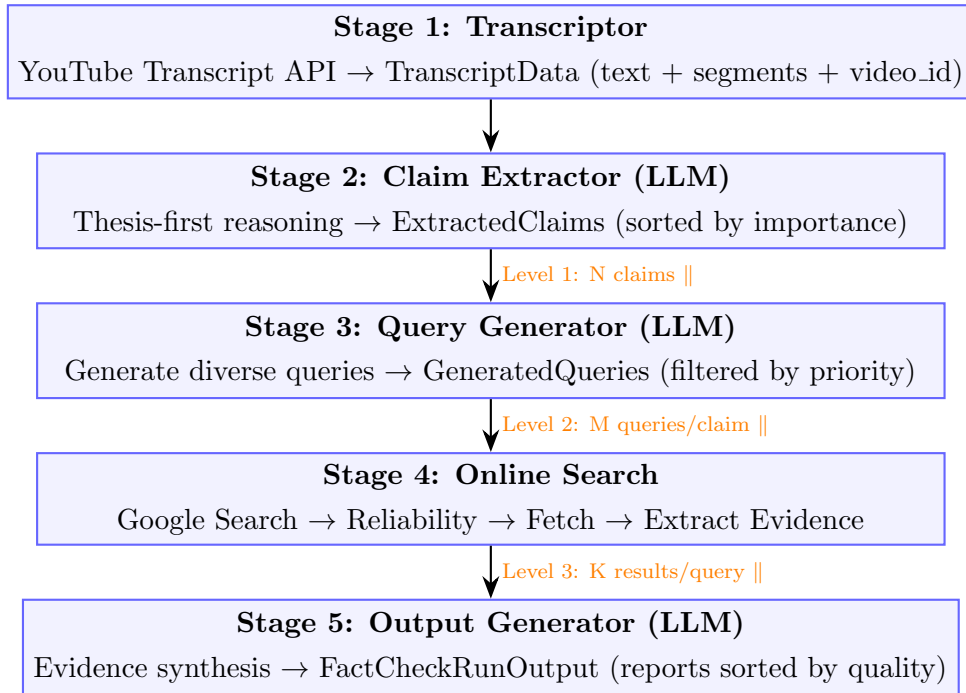 Stage 1: Transcriptor
YouTube Transcript API → TranscriptData (text + segments + video_id)
Stage 2: Claim Extractor (LLM)
Thesis-first reasoning → ExtractedClaims (sorted by importance)
Level 1: N claims ∥
Stage 3: Query Generator (LLM)
Generate diverse queries → GeneratedQueries (filtered by priority)
Level 2: M queries/claim ∥
Stage 4: Online Search
Google Search → Reliability → Fetch → Extract Evidence
Level 3: K results/query ∥
Stage 5: Output Generator (LLM)
Evidence synthesis → FactCheckRunOutput (reports sorted by quality)